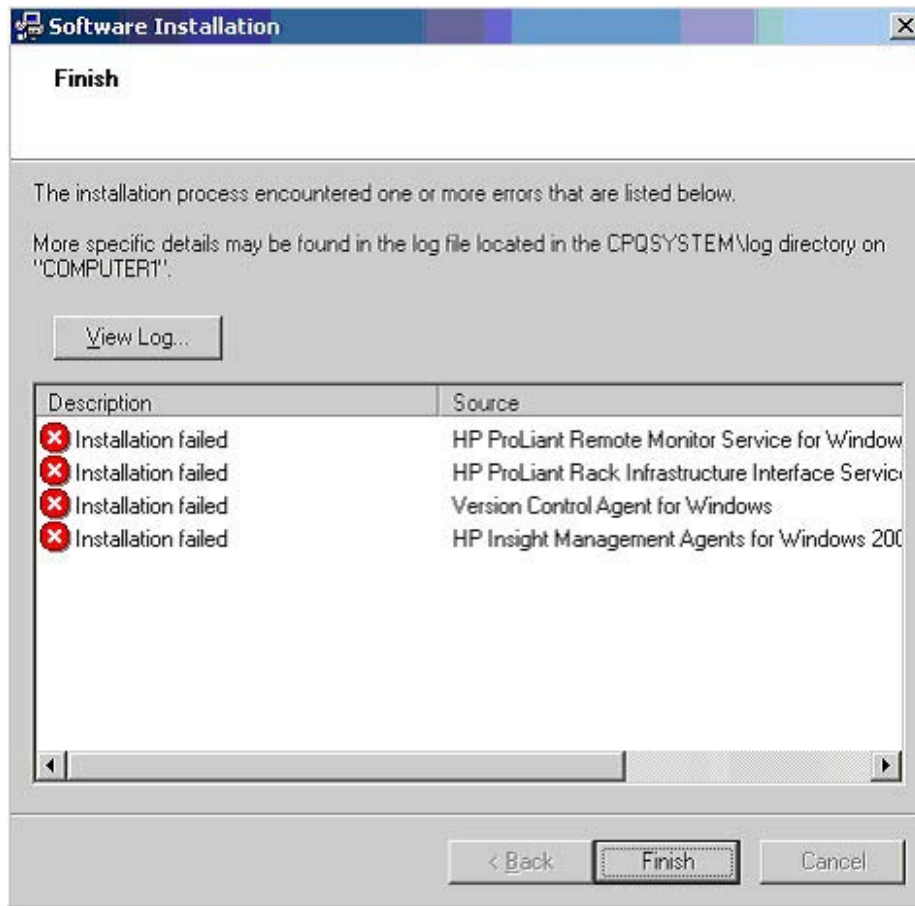 Software Installation
Finish
The installation process encountered one or more errors that are listed below.
More specific details may be found in the log file located in the CPQSYSTEM\log directory on
"COMPUTER1".
View Log...
Description Source
Installation failed HP ProLiant Remote Monitor Service for Window
Installation failed HP ProLiant Rack Infrastructure Interface Servic
Installation failed Version Control Agent for Windows
Installation failed HP Insight Management Agents for Windows 200
< Back Finish Cancel